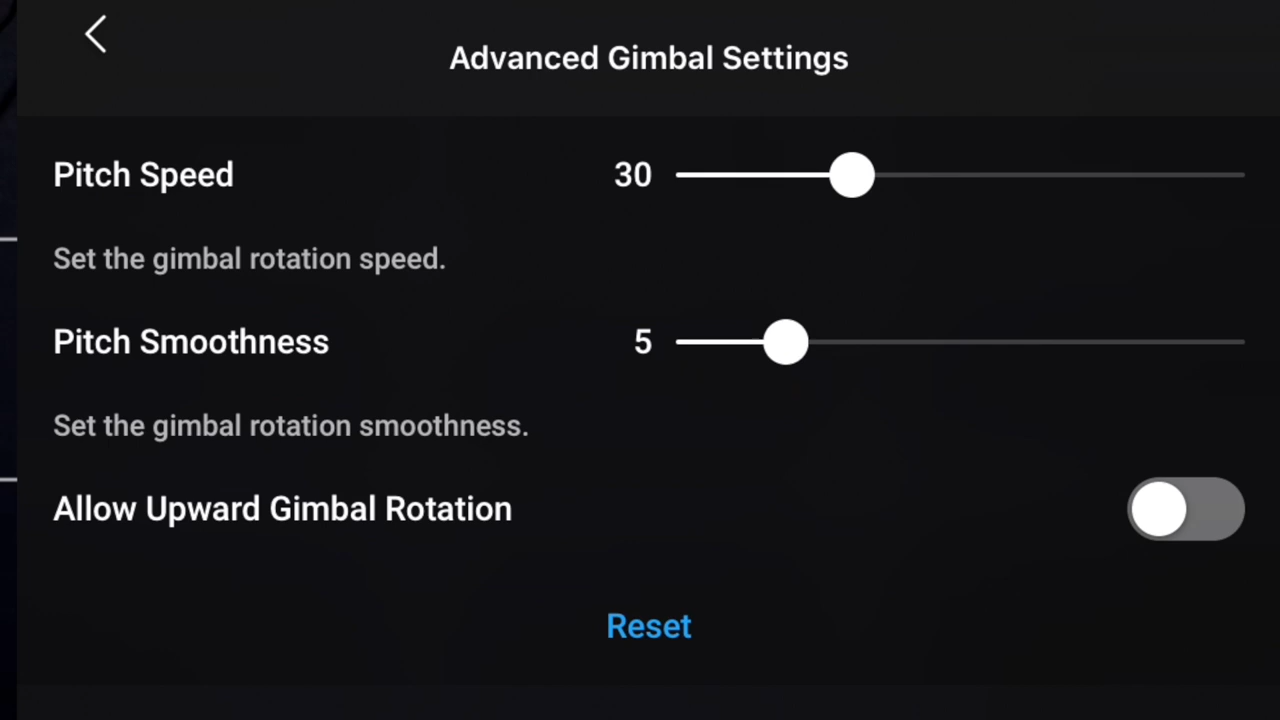 Advanced Gimbal Settings
Pitch Speed 30
Set the gimbal rotation speed.
Pitch Smoothness 5
Set the gimbal rotation smoothness.
Allow Upward Gimbal Rotation
Reset